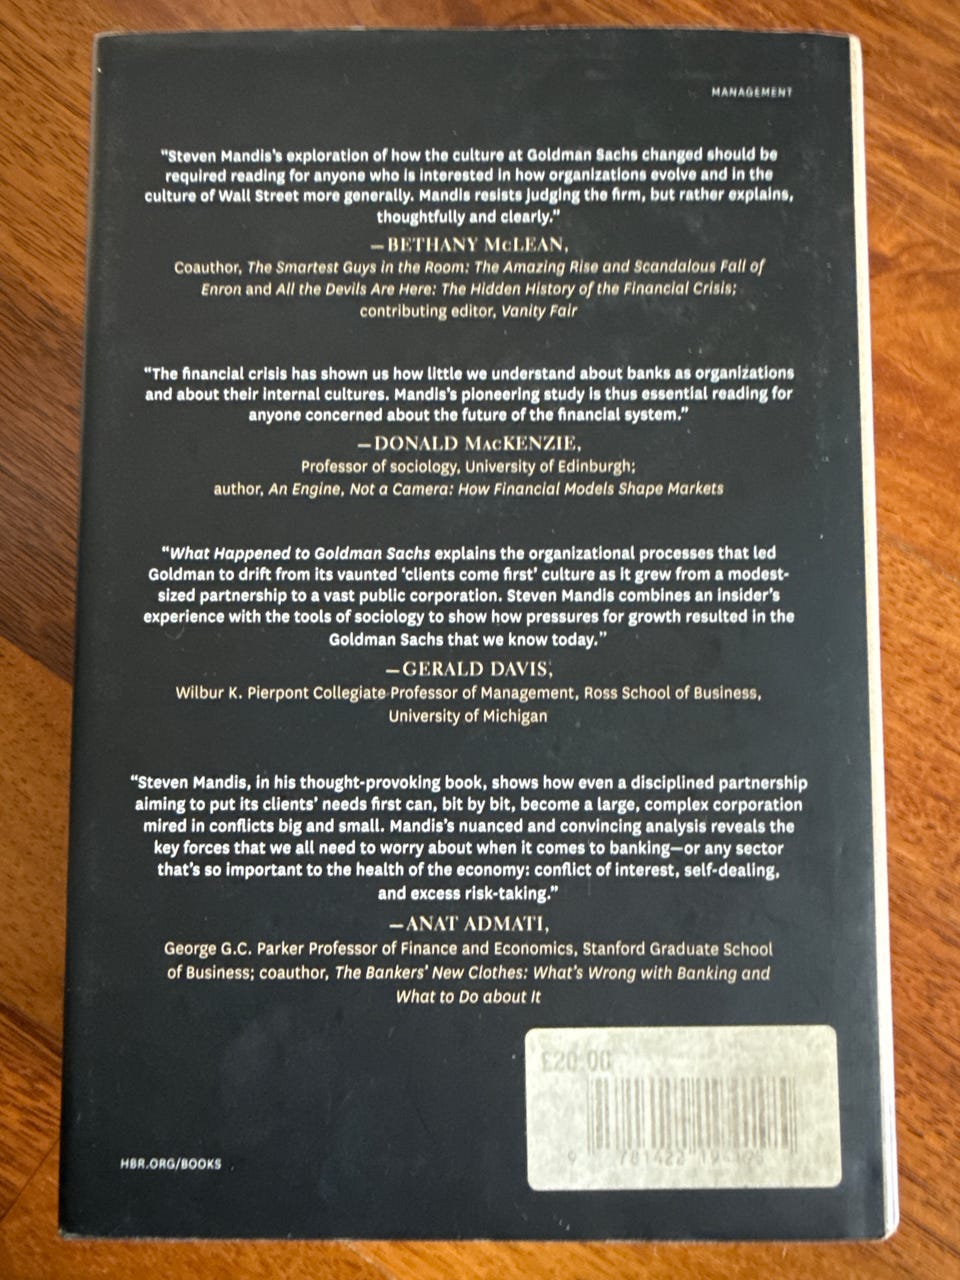 MANAGEMENT
“Steven Mandis’s exploration of how the culture at Goldman Sachs changed should be
required reading for anyone who is interested in how organizations evolve and in the
culture of Wall Street more generally. Mandis resists judging the firm, but rather explains,
thoughtfully and clearly.”
—BETHANY McLEAN,
Coauthor, The Smartest Guys in the Room: The Amazing Rise and Scandalous Fall of
Enron and All the Devils Are Here: The Hidden History of the Financial Crisis;
contributing editor, Vanity Fair
“The financial crisis has shown us how little we understand about banks as organizations
and about their internal cultures. Mandis’s pioneering study is thus essential reading for
anyone concerned about the future of the financial system.”
—DONALD MacKENZIE,
Professor of sociology, University of Edinburgh;
author, An Engine, Not a Camera: How Financial Models Shape Markets
“What Happened to Goldman Sachs explains the organizational processes that led
Goldman to drift from its vaunted ‘clients come first’ culture as it grew from a modest-
sized partnership to a vast public corporation. Steven Mandis combines an insider’s
experience with the tools of sociology to show how pressures for growth resulted in the
Goldman Sachs that we know today.”
—GERALD DAVIS,
Wilbur K. Pierpont Collegiate Professor of Management, Ross School of Business,
University of Michigan
“Steven Mandis, in his thought-provoking book, shows how even a disciplined partnership
aiming to put its clients’ needs first can, bit by bit, become a large, complex corporation
mired in conflicts big and small. Mandis’s nuanced and convincing analysis reveals the
key forces that we all need to worry about when it comes to banking—or any sector
that’s so important to the health of the economy: conflict of interest, self-dealing,
and excess risk-taking.”
—ANAT ADMATI,
George G.C. Parker Professor of Finance and Economics, Stanford Graduate School
of Business; coauthor, The Bankers’ New Clothes: What’s Wrong with Banking and
What to Do about It
£20.00
9 781422
HBR.ORG/BOOKS